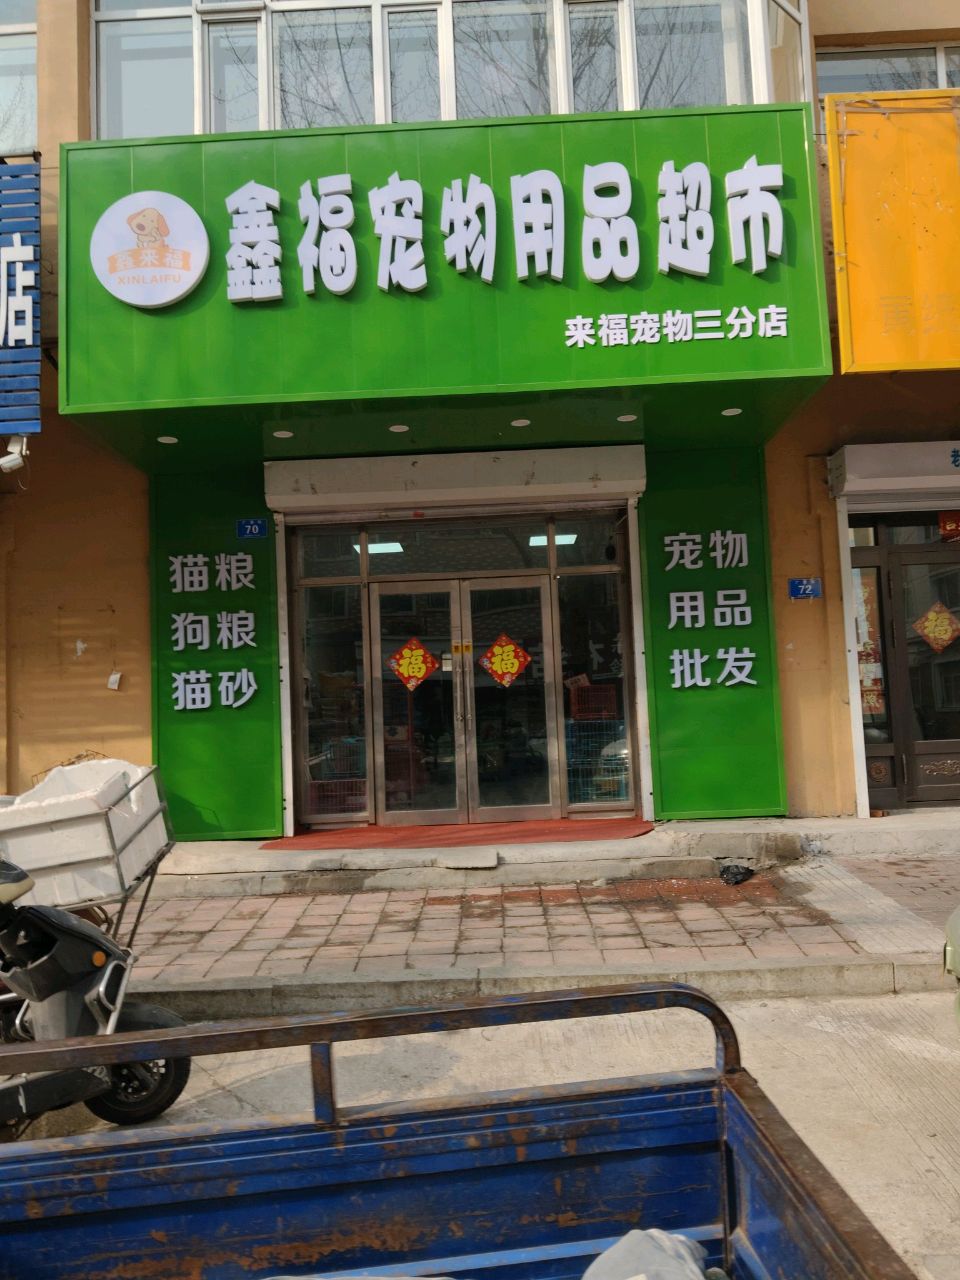 鑫福宠物用品超市
鑫来福
XINLAIFU
来福宠物三分店
店
70
猫粮
狗粮
猫砂
宠物
用品
批发
福
福
72
福